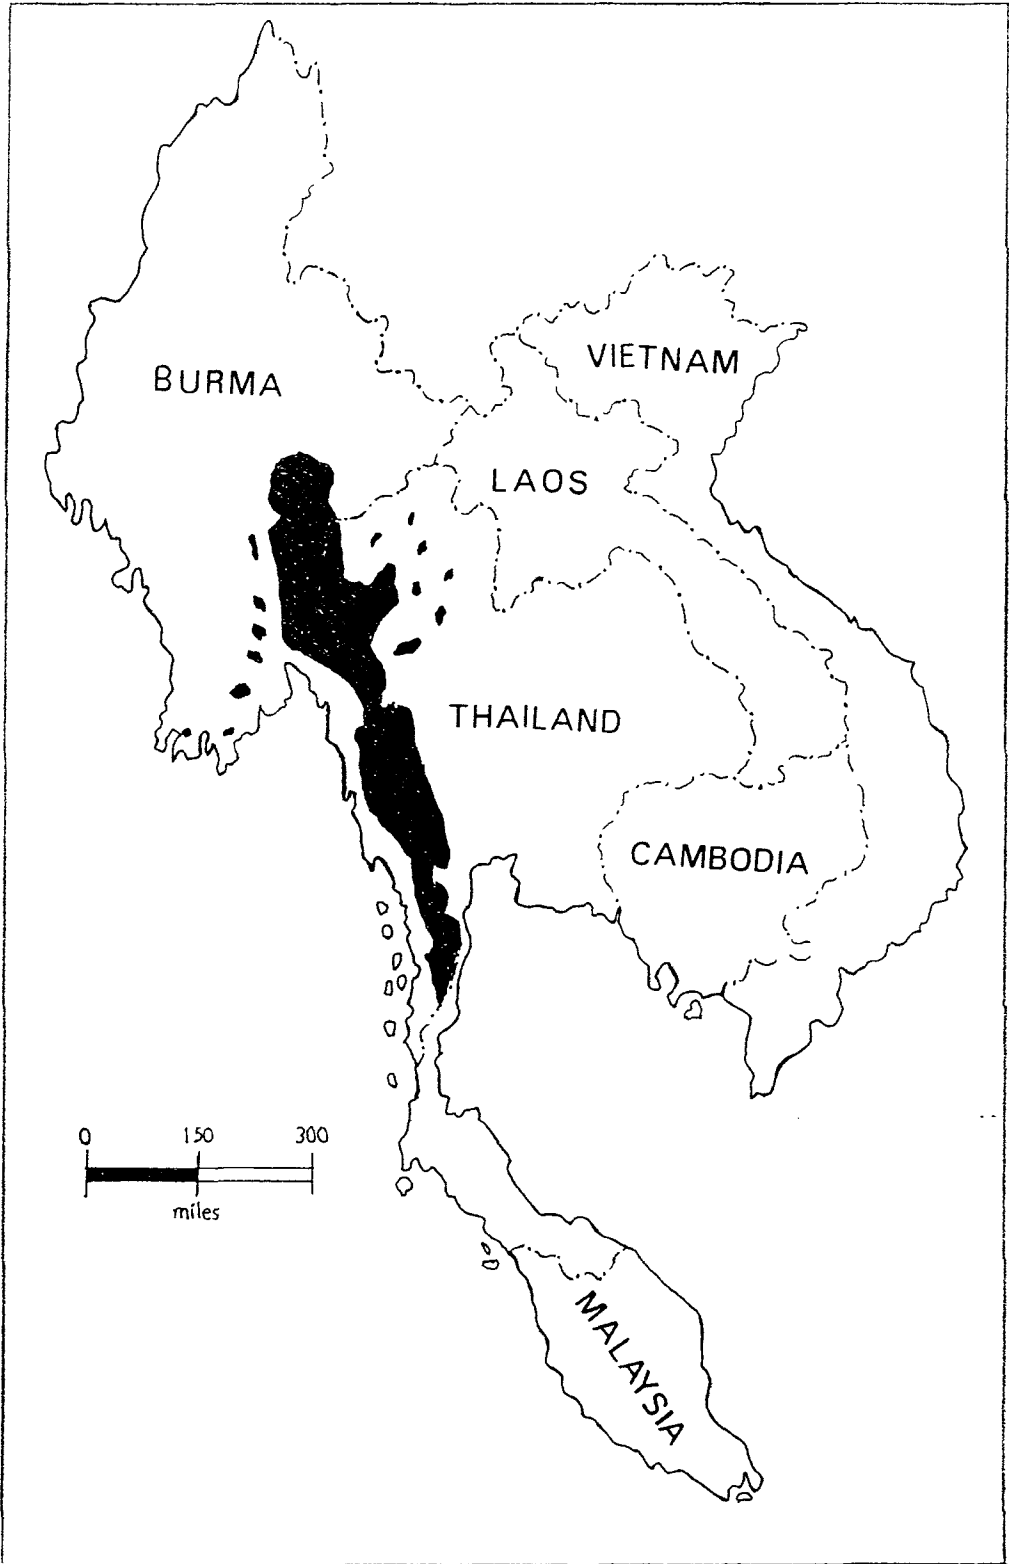 VIETNAM
BURMA
LAOS
THAILAND
CAMBODIA
0 150 300
miles
MALAYSIA